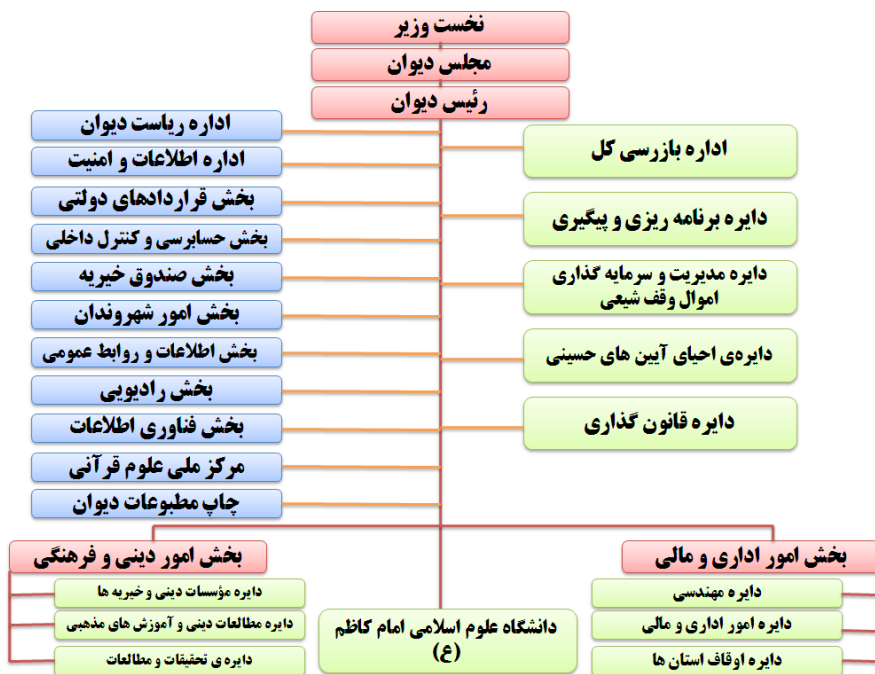 نخست وزیر
مجلس دیوان
رئیس دیوان
اداره بازرسی کل
دایره برنامه ریزی و پیگیری
دایره مدیریت و سرمایه گذاری
اموال وقف شیعی
دایره‌ی احیای آیین های حسینی
دایره قانون گذاری
اداره ریاست دیوان
اداره اطلاعات و امنیت
بخش قراردادهای دولتی
بخش حسابرسی و کنترل داخلی
بخش صندوق خیریه
بخش امور شهروندان
بخش اطلاعات و روابط عمومی
بخش رادیویی
بخش فناوری اطلاعات
مرکز ملی علوم قرآنی
چاپ مطبوعات دیوان
بخش امور اداری و مالی
دایره مهندسی
دایره امور اداری و مالی
دایره اوقاف استان ها
دانشگاه علوم اسلامی امام کاظم
(ع)
بخش امور دینی و فرهنگی
دایره مؤسسات دینی و خیریه ها
دایره مطالعات دینی و آموزش های مذهبی
دایره ی تحقیقات و مطالعات